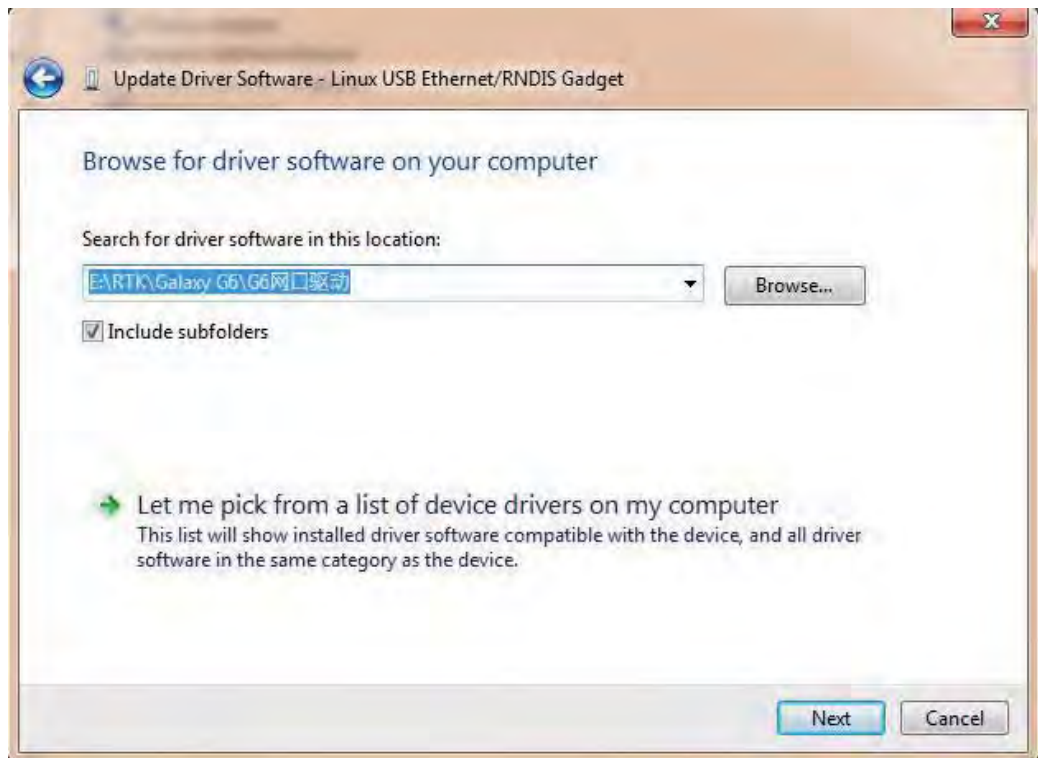 Update Driver Software - Linux USB Ethernet/RNDIS Gadget
Browse for driver software on your computer
Search for driver software in this location:
E:\RTK\Galaxy G6\G6网口驱动
Browse...
Include subfolders
Let me pick from a list of device drivers on my computer
This list will show installed driver software compatible with the device, and all driver
software in the same category as the device.
Next
Cancel